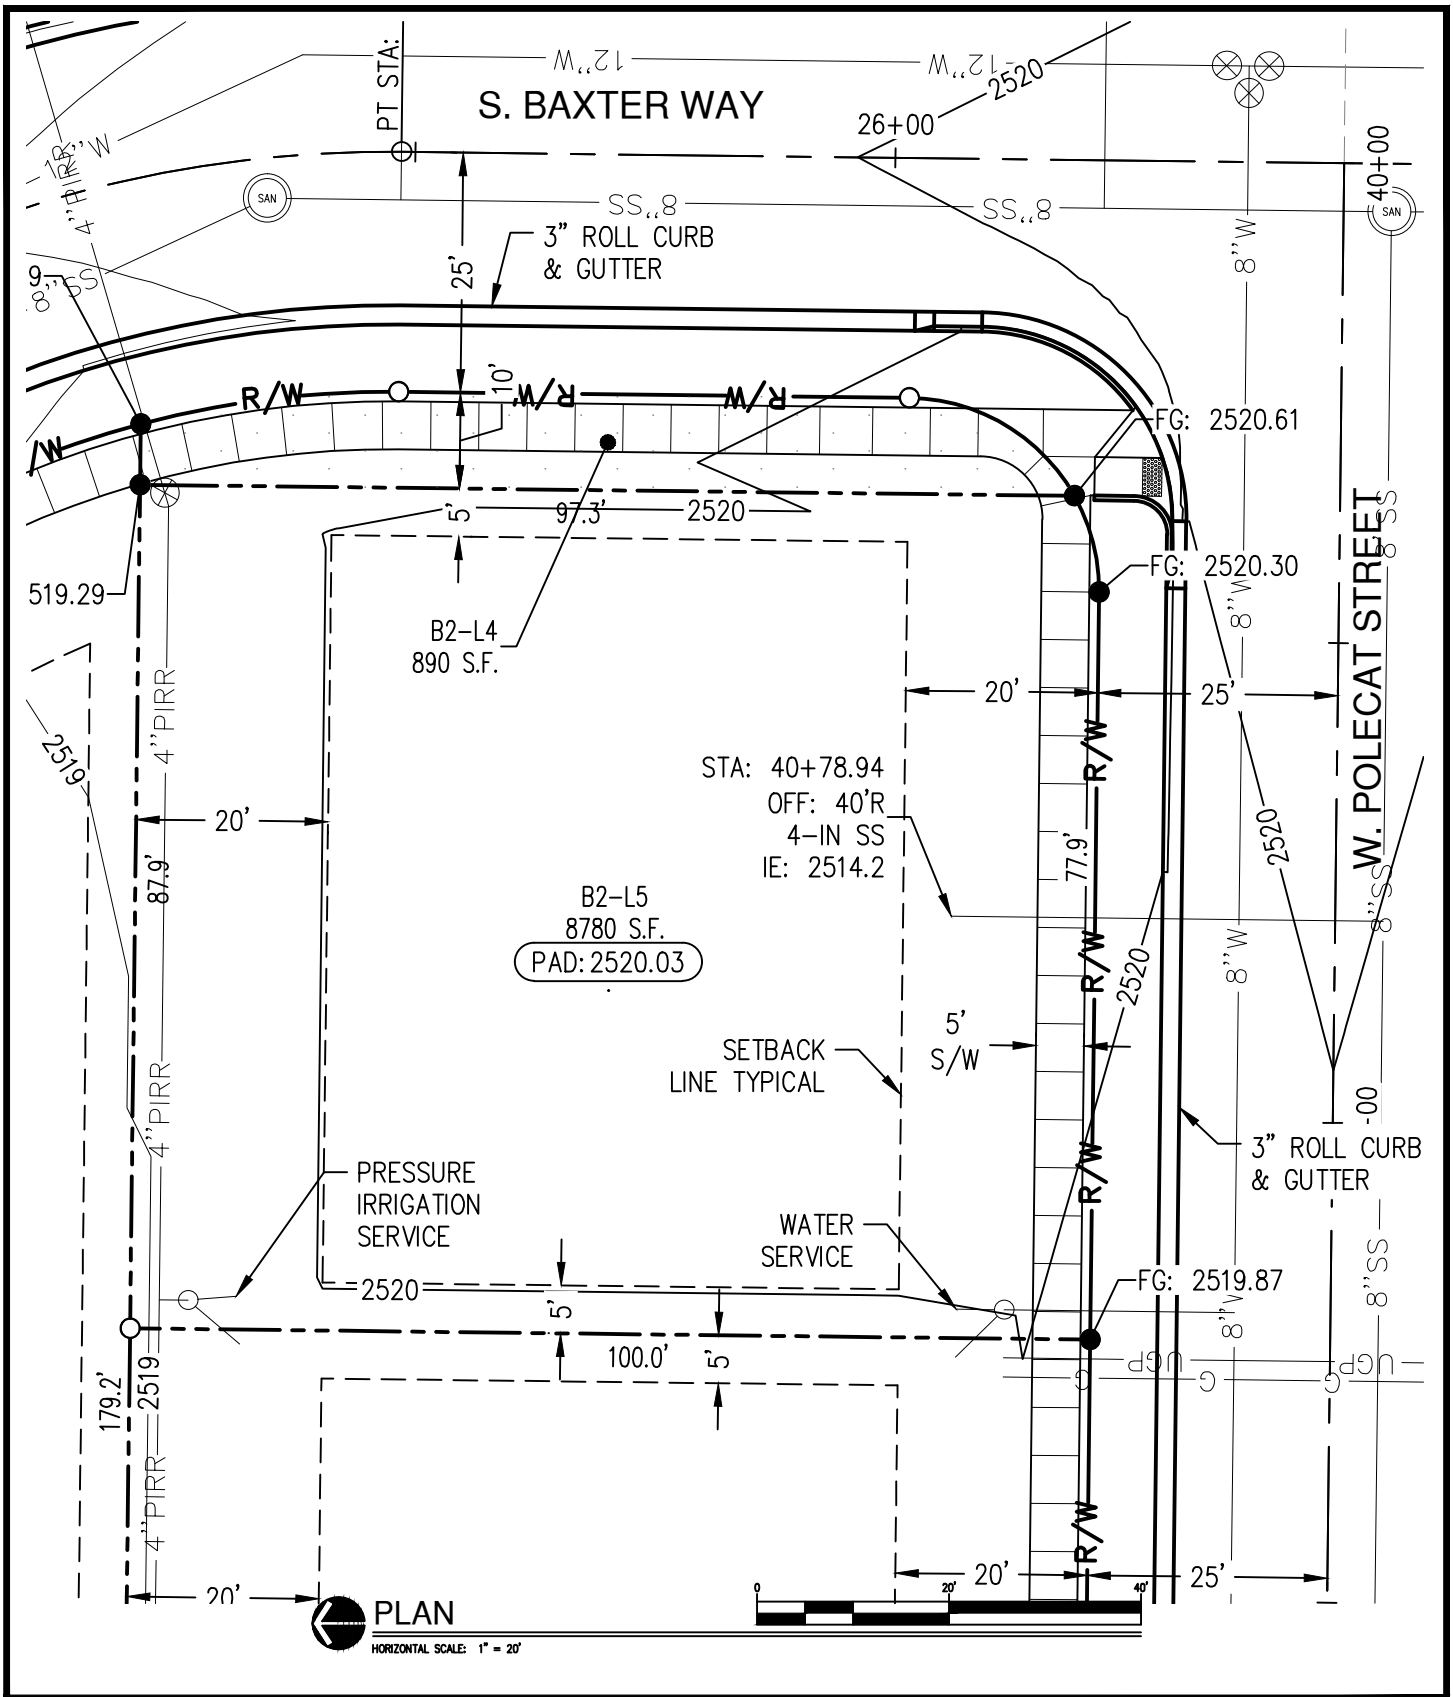 PT STA:
12"W
12"W
2520
S. BAXTER WAY
26+00
40+00
4"PIRR
SAN
8"SS
8"SS
SAN
8"W
3" ROLL CURB
& GUTTER
25'
9
8"SS
R/W
10'
R/W
R/W
/W
FG: 2520.61
5'
97.3'
2520
8"SS
519.29
FG: 2520.30
8"W
W. POLECAT STREET
B2-L4
890 S.F.
4"PIRR
20'
25'
2519
R/W
STA: 40+78.94
OFF: 40'R
4-IN SS
IE: 2514.2
20'
2520
87.9'
77.9'
B2-L5
8780 S.F.
PAD: 2520.03
8"SS
R/W
8"W
2520
5'
S/W
SETBACK
LINE TYPICAL
4"PIRR
-00
3" ROLL CURB
& GUTTER
R/W
PRESSURE
IRRIGATION
SERVICE
WATER
SERVICE
2520
FG: 2519.87
8"SS
5'
8"W
100.0'
5'
UGP
UGP
G
G
G
179.2'
2519
4"PIRR
R/W
20'
20'
25'
0 20' 40'
PLAN
HORIZONTAL SCALE: 1" = 20'